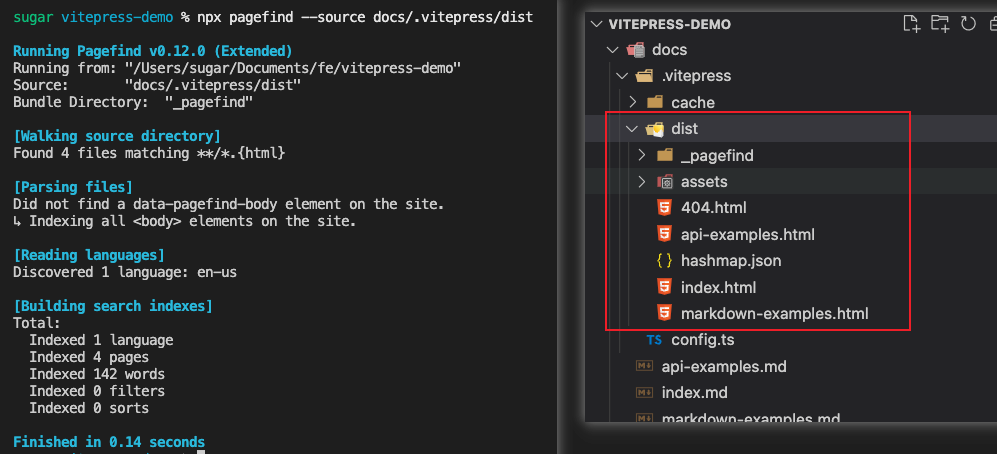 sugar vitepress-demo % npx pagefind --source docs/.vitepress/dist
Running Pagefind v0.12.0 (Extended)
Running from: "/Users/sugar/Documents/fe/vitepress-demo"
Source:       "docs/.vitepress/dist"
Bundle Directory:  "_pagefind"
[Walking source directory]
Found 4 files matching **/*.{html}
[Parsing files]
Did not find a data-pagefind-body element on the site.
↳ Indexing all <body> elements on the site.
[Reading languages]
Discovered 1 language: en-us
[Building search indexes]
Total:
  Indexed 1 language
  Indexed 4 pages
  Indexed 142 words
  Indexed 0 filters
  Indexed 0 sorts
Finished in 0.14 seconds
VITEPRESS-DEMO
docs
.vitepress
cache
dist
_pagefind
assets
404.html
api-examples.html
{ } hashmap.json
index.html
markdown-examples.html
TS config.ts
api-examples.md
index.md
markdown-examples.md